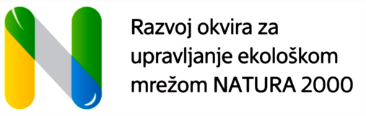 Razvoj okvira za
upravljanje ekološkom
mrežom NATURA 2000